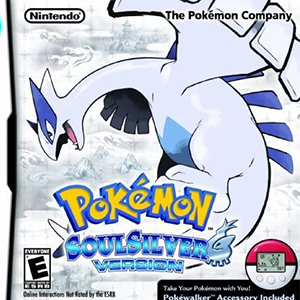 Nintendo
The Pokémon Company
POKéMON
SOULSILVER
VERSION
EVERYONE
E
ESRB
Online Interactions Not Rated by the ESRB
Take Your Pokémon with You!
Pokéwalker Accessory Included